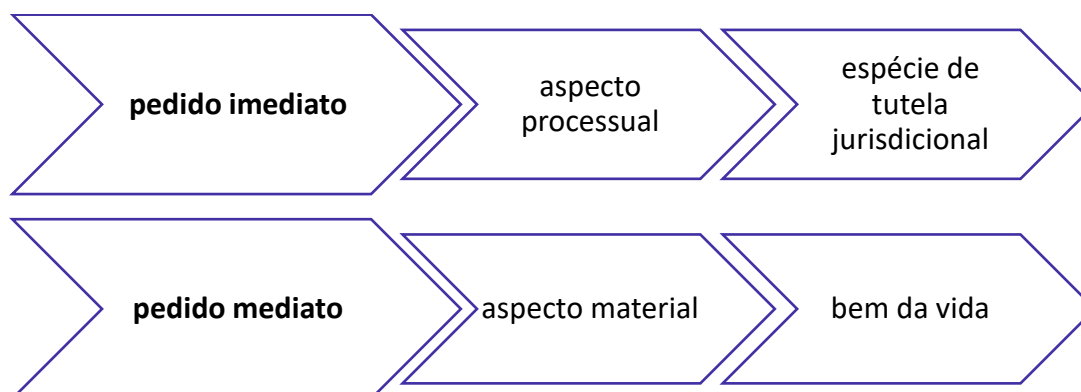 pedido imediato
aspecto
processual
espécie de
tutela
jurisdicional
pedido mediato
aspecto material
bem da vida